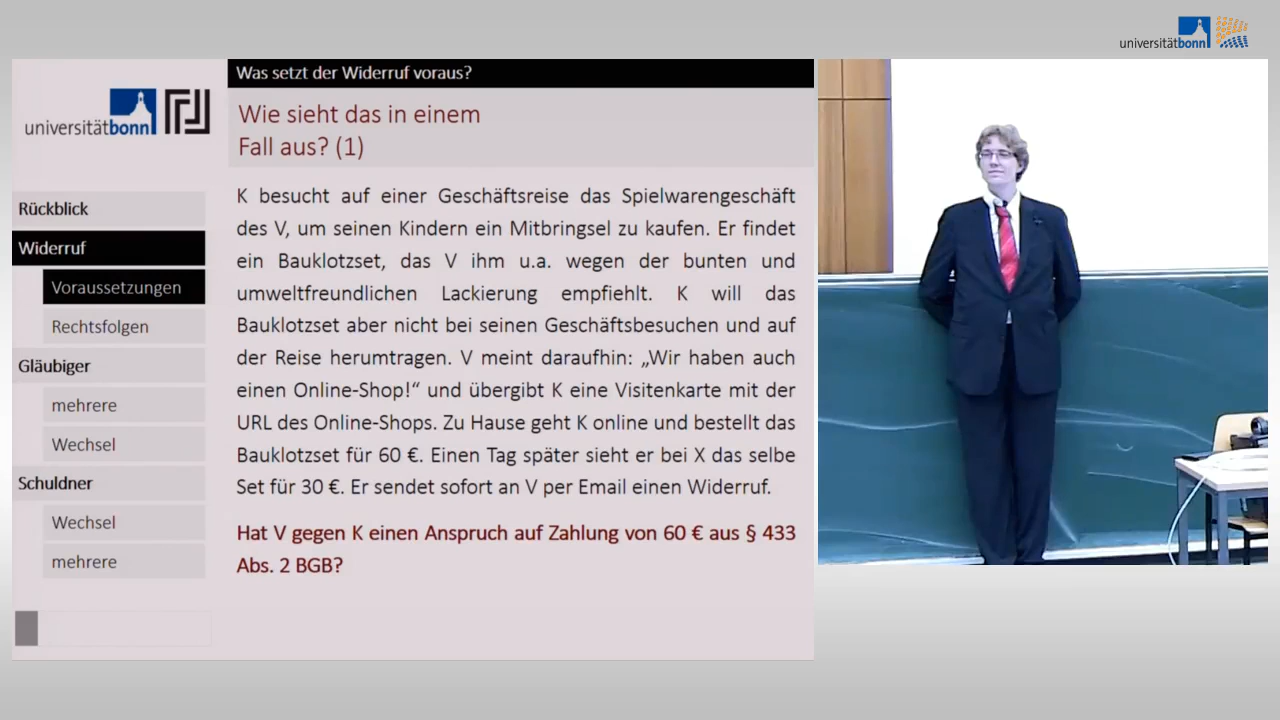 universitätbonn
Was setzt der Widerruf voraus?
universitätbonn
Wie sieht das in einem
Fall aus? (1)
Rückblick
Widerruf
Voraussetzungen
Rechtsfolgen
Gläubiger
mehrere
Wechsel
Schuldner
Wechsel
mehrere
K besucht auf einer Geschäftsreise das Spielwarengeschäft
des V, um seinen Kindern ein Mitbringsel zu kaufen. Er findet
ein Bauklotzset, das V ihm u.a. wegen der bunten und
umweltfreundlichen Lackierung empfiehlt. K will das
Bauklotzset aber nicht bei seinen Geschäftsbesuchen und auf
der Reise herumtragen. V meint daraufhin: „Wir haben auch
einen Online-Shop!“ und übergibt K eine Visitenkarte mit der
URL des Online-Shops. Zu Hause geht K online und bestellt das
Bauklotzset für 60 €. Einen Tag später sieht er bei X das selbe
Set für 30 €. Er sendet sofort an V per Email einen Widerruf.
Hat V gegen K einen Anspruch auf Zahlung von 60 € aus § 433
Abs. 2 BGB?